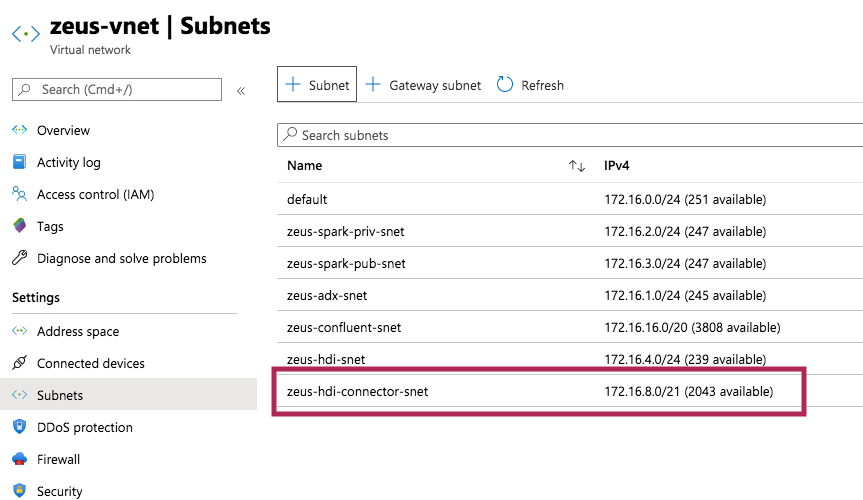 zeus-vnet | Subnets
Virtual network
Search (Cmd+/)
«
Overview
Activity log
Access control (IAM)
Tags
Diagnose and solve problems
Settings
Address space
Connected devices
Subnets
DDoS protection
Firewall
Security
+ Subnet + Gateway subnet Refresh
Search subnets
Name ↑↓ IPv4
default 172.16.0.0/24 (251 available)
zeus-spark-priv-snet 172.16.2.0/24 (247 available)
zeus-spark-pub-snet 172.16.3.0/24 (247 available)
zeus-adx-snet 172.16.1.0/24 (245 available)
zeus-confluent-snet 172.16.16.0/20 (3808 available)
zeus-hdi-snet 172.16.4.0/24 (239 available)
zeus-hdi-connector-snet 172.16.8.0/21 (2043 available)